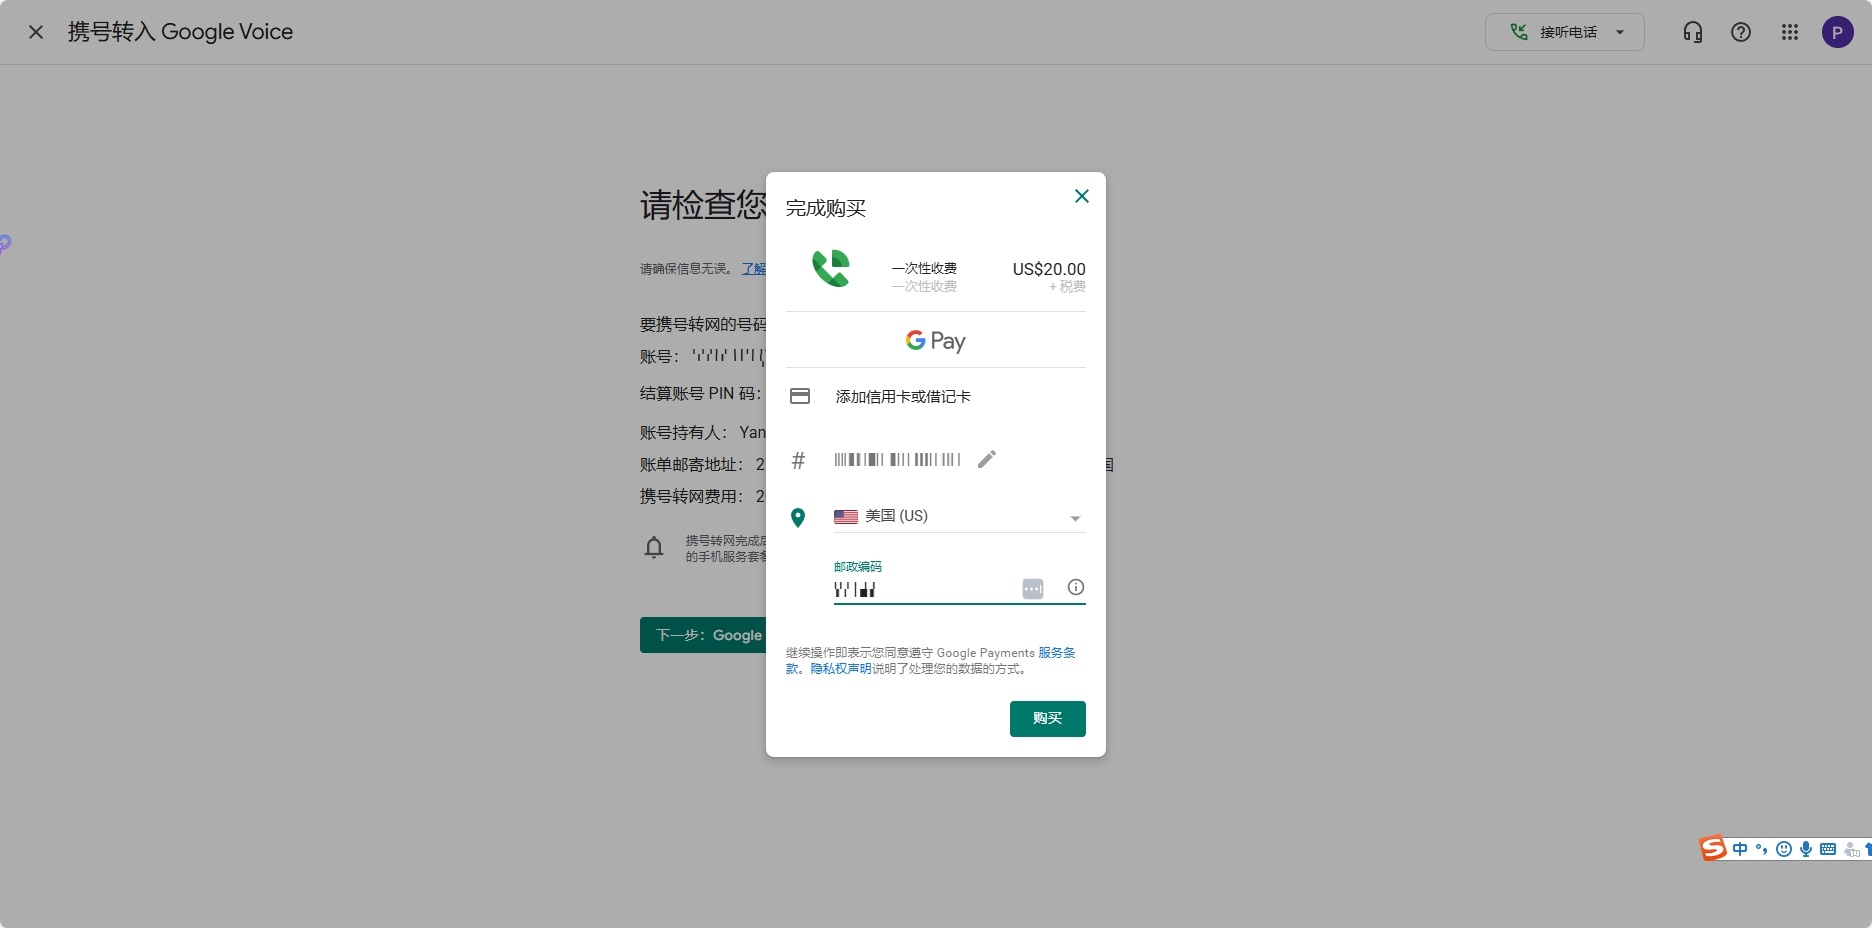 携号转入 Google Voice
接听电话
P
请检查您
请确保信息无误。 了解
要携号转网的号码
账号：
结算账号 PIN 码：
账号持有人： Yan
账单邮寄地址： 2
国
携号转网费用： 2
携号转网完成后
的手机服务套餐
下一步：Google
完成购买
一次性收费
US$20.00
一次性收费
+ 税费
G Pay
添加信用卡或借记卡
#
美国 (US)
邮政编码
继续操作即表示您同意遵守 Google Payments 服务条
款。隐私权声明说明了处理您的数据的方式。
购买
S 中